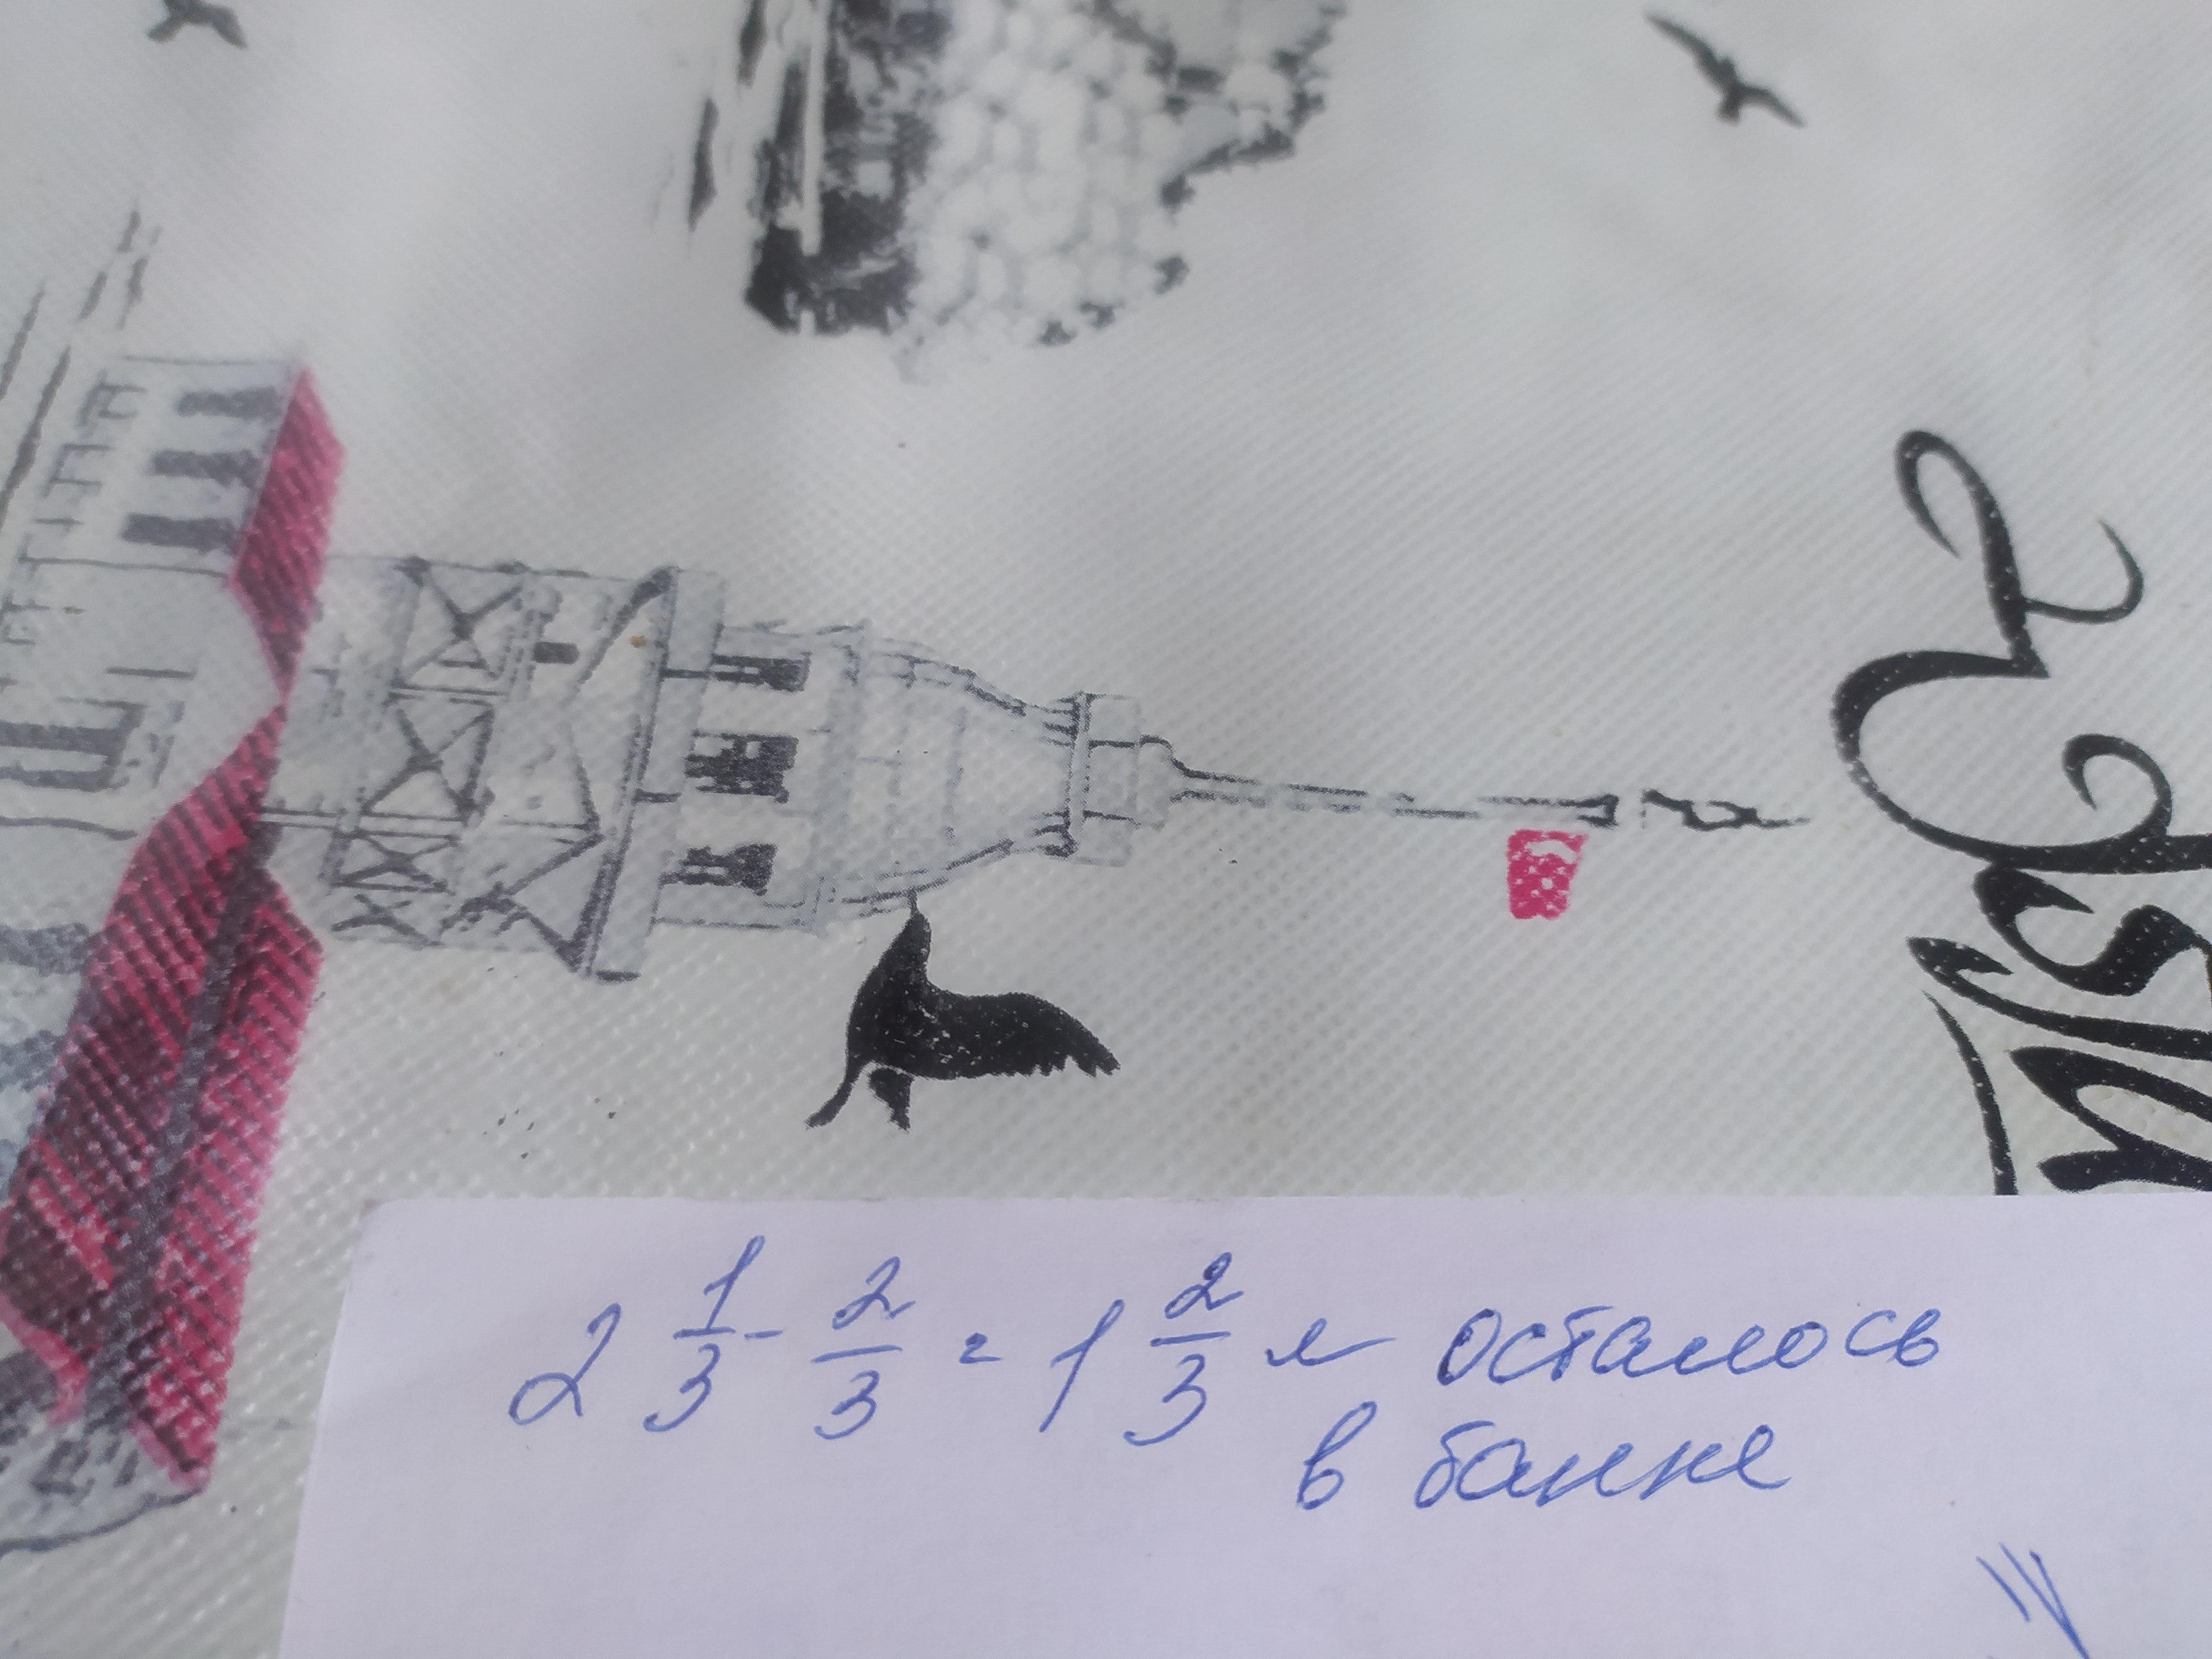 2 1/3 - 2/3 = 1 2/3 л осталось
в банке